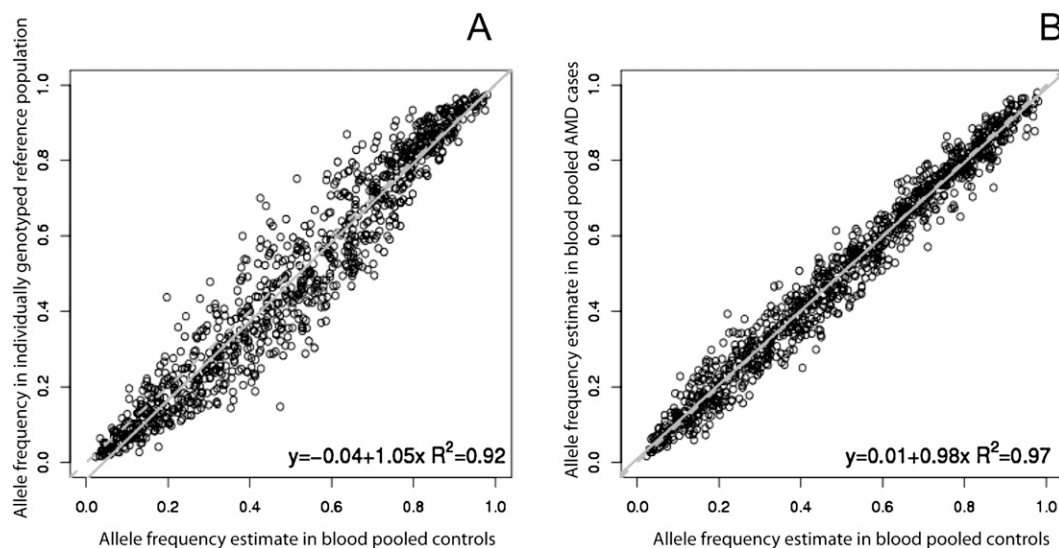 A
Allele frequency in individually genotyped reference population
1.0
0.8
0.6
0.4
0.2
0.0
y=−0.04+1.05x R²=0.92
0.0 0.2 0.4 0.6 0.8 1.0
Allele frequency estimate in blood pooled controls
B
Allele frequency estimate in blood pooled AMD cases
1.0
0.8
0.6
0.4
0.2
0.0
y=0.01+0.98x R²=0.97
0.0 0.2 0.4 0.6 0.8 1.0
Allele frequency estimate in blood pooled controls